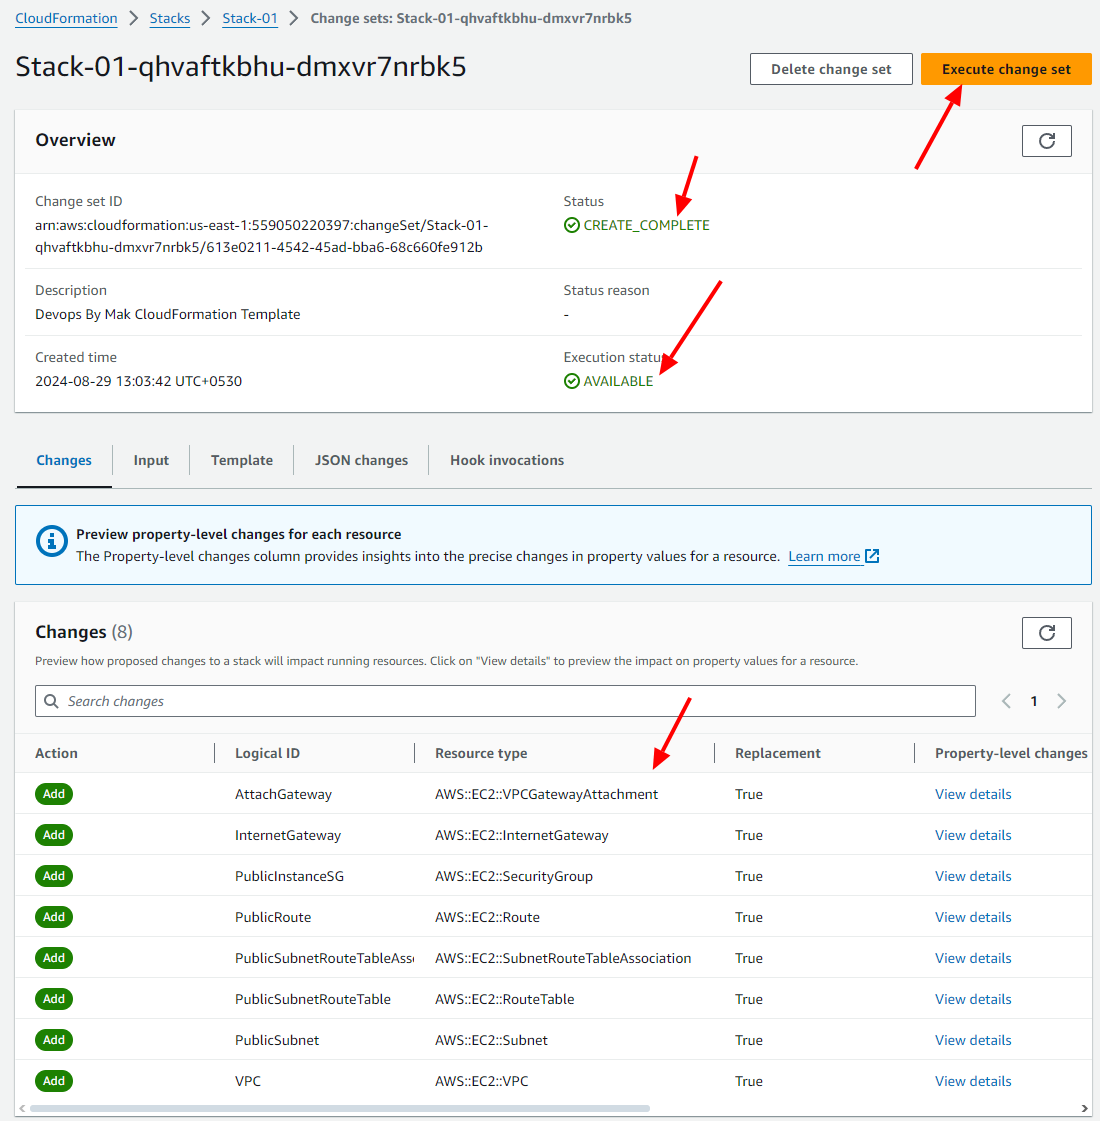 CloudFormation > Stacks > Stack-01 > Change sets: Stack-01-qhvaftkbhu-dmxvr7nrbk5
Stack-01-qhvaftkbhu-dmxvr7nrbk5
Delete change set
Execute change set
Overview
Change set ID
arn:aws:cloudformation:us-east-1:559050220397:changeSet/Stack-01-
qhvaftkbhu-dmxvr7nrbk5/613e0211-4542-45ad-bba6-68c660fe912b
Status
CREATE_COMPLETE
Description
Devops By Mak CloudFormation Template
Status reason
-
Created time
2024-08-29 13:03:42 UTC+0530
Execution status
AVAILABLE
Changes Input Template JSON changes Hook invocations
Preview property-level changes for each resource
The Property-level changes column provides insights into the precise changes in property values for a resource. Learn more
Changes (8)
Preview how proposed changes to a stack will impact running resources. Click on "View details" to preview the impact on property values for a resource.
Search changes
1
Action Logical ID Resource type Replacement Property-level changes
Add AttachGateway AWS::EC2::VPCGatewayAttachment True View details
Add InternetGateway AWS::EC2::InternetGateway True View details
Add PublicInstanceSG AWS::EC2::SecurityGroup True View details
Add PublicRoute AWS::EC2::Route True View details
Add PublicSubnetRouteTableAss AWS::EC2::SubnetRouteTableAssociation True View details
Add PublicSubnetRouteTable AWS::EC2::RouteTable True View details
Add PublicSubnet AWS::EC2::Subnet True View details
Add VPC AWS::EC2::VPC True View details